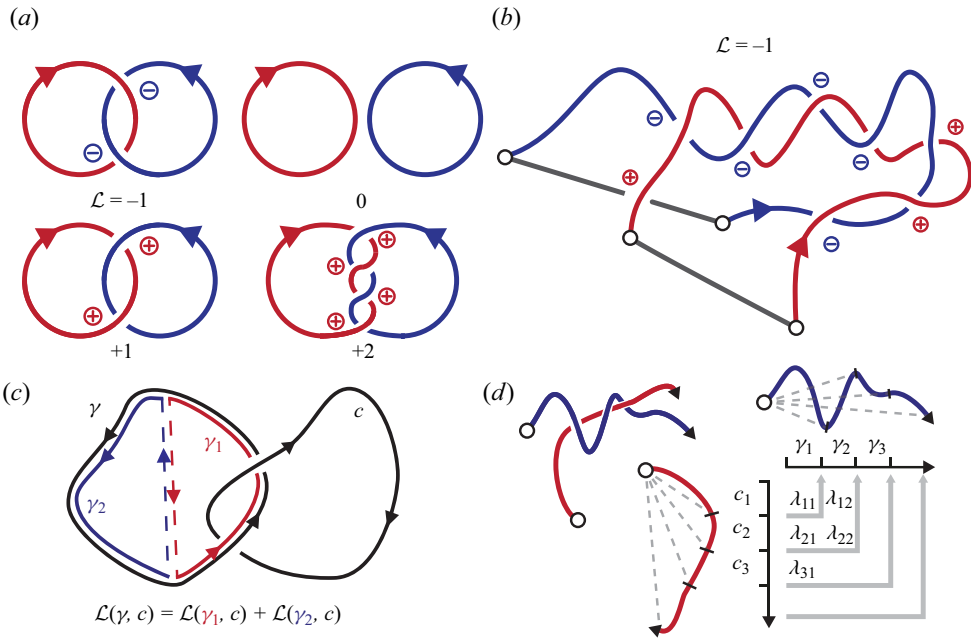 (a)
⊖
⊖
ℒ = –1
0
⊕
⊕
+1
⊕
⊕
⊕
⊕
+2
(b)
ℒ = –1
⊖
⊖
⊕
⊖
⊖
⊕
⊖
⊕
(c)
γ
γ₁
γ₂
c
ℒ(γ, c) = ℒ(γ₁, c) + ℒ(γ₂, c)
(d)
γ₁ γ₂ γ₃
c₁ λ₁₁ λ₁₂
c₂ λ₂₁ λ₂₂
c₃ λ₃₁